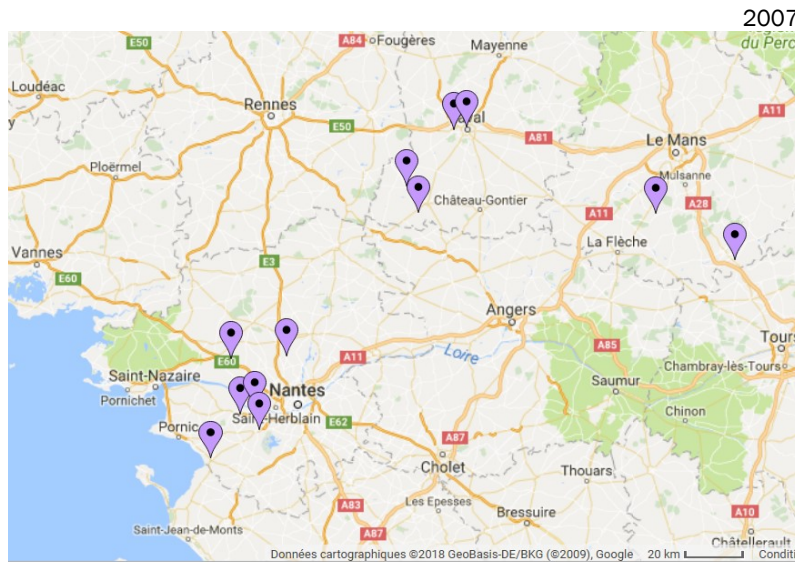 2007
E50
A84
Fougères
Mayenne
du Perc
Loudéac
Rennes
E50
A81
A11
Le Mans
Ploërmel
Mulsanne
Château-Gontier
A28
A11
La Flèche
Vannes
E3
E60
Angers
E60
A11
Loire
A85
Tours
Saint-Nazaire
Chambray-lès-Tours
Pornichet
Nantes
Saumur
Chinon
E62
Pornic
A87
Cholet
Thouars
Les Epesses
A83
Bressuire
A10
Saint-Jean-de-Monts
A87
Châtellerault
Données cartographiques ©2018 GeoBasis-DE/BKG (©2009), Google 20 km Conditi